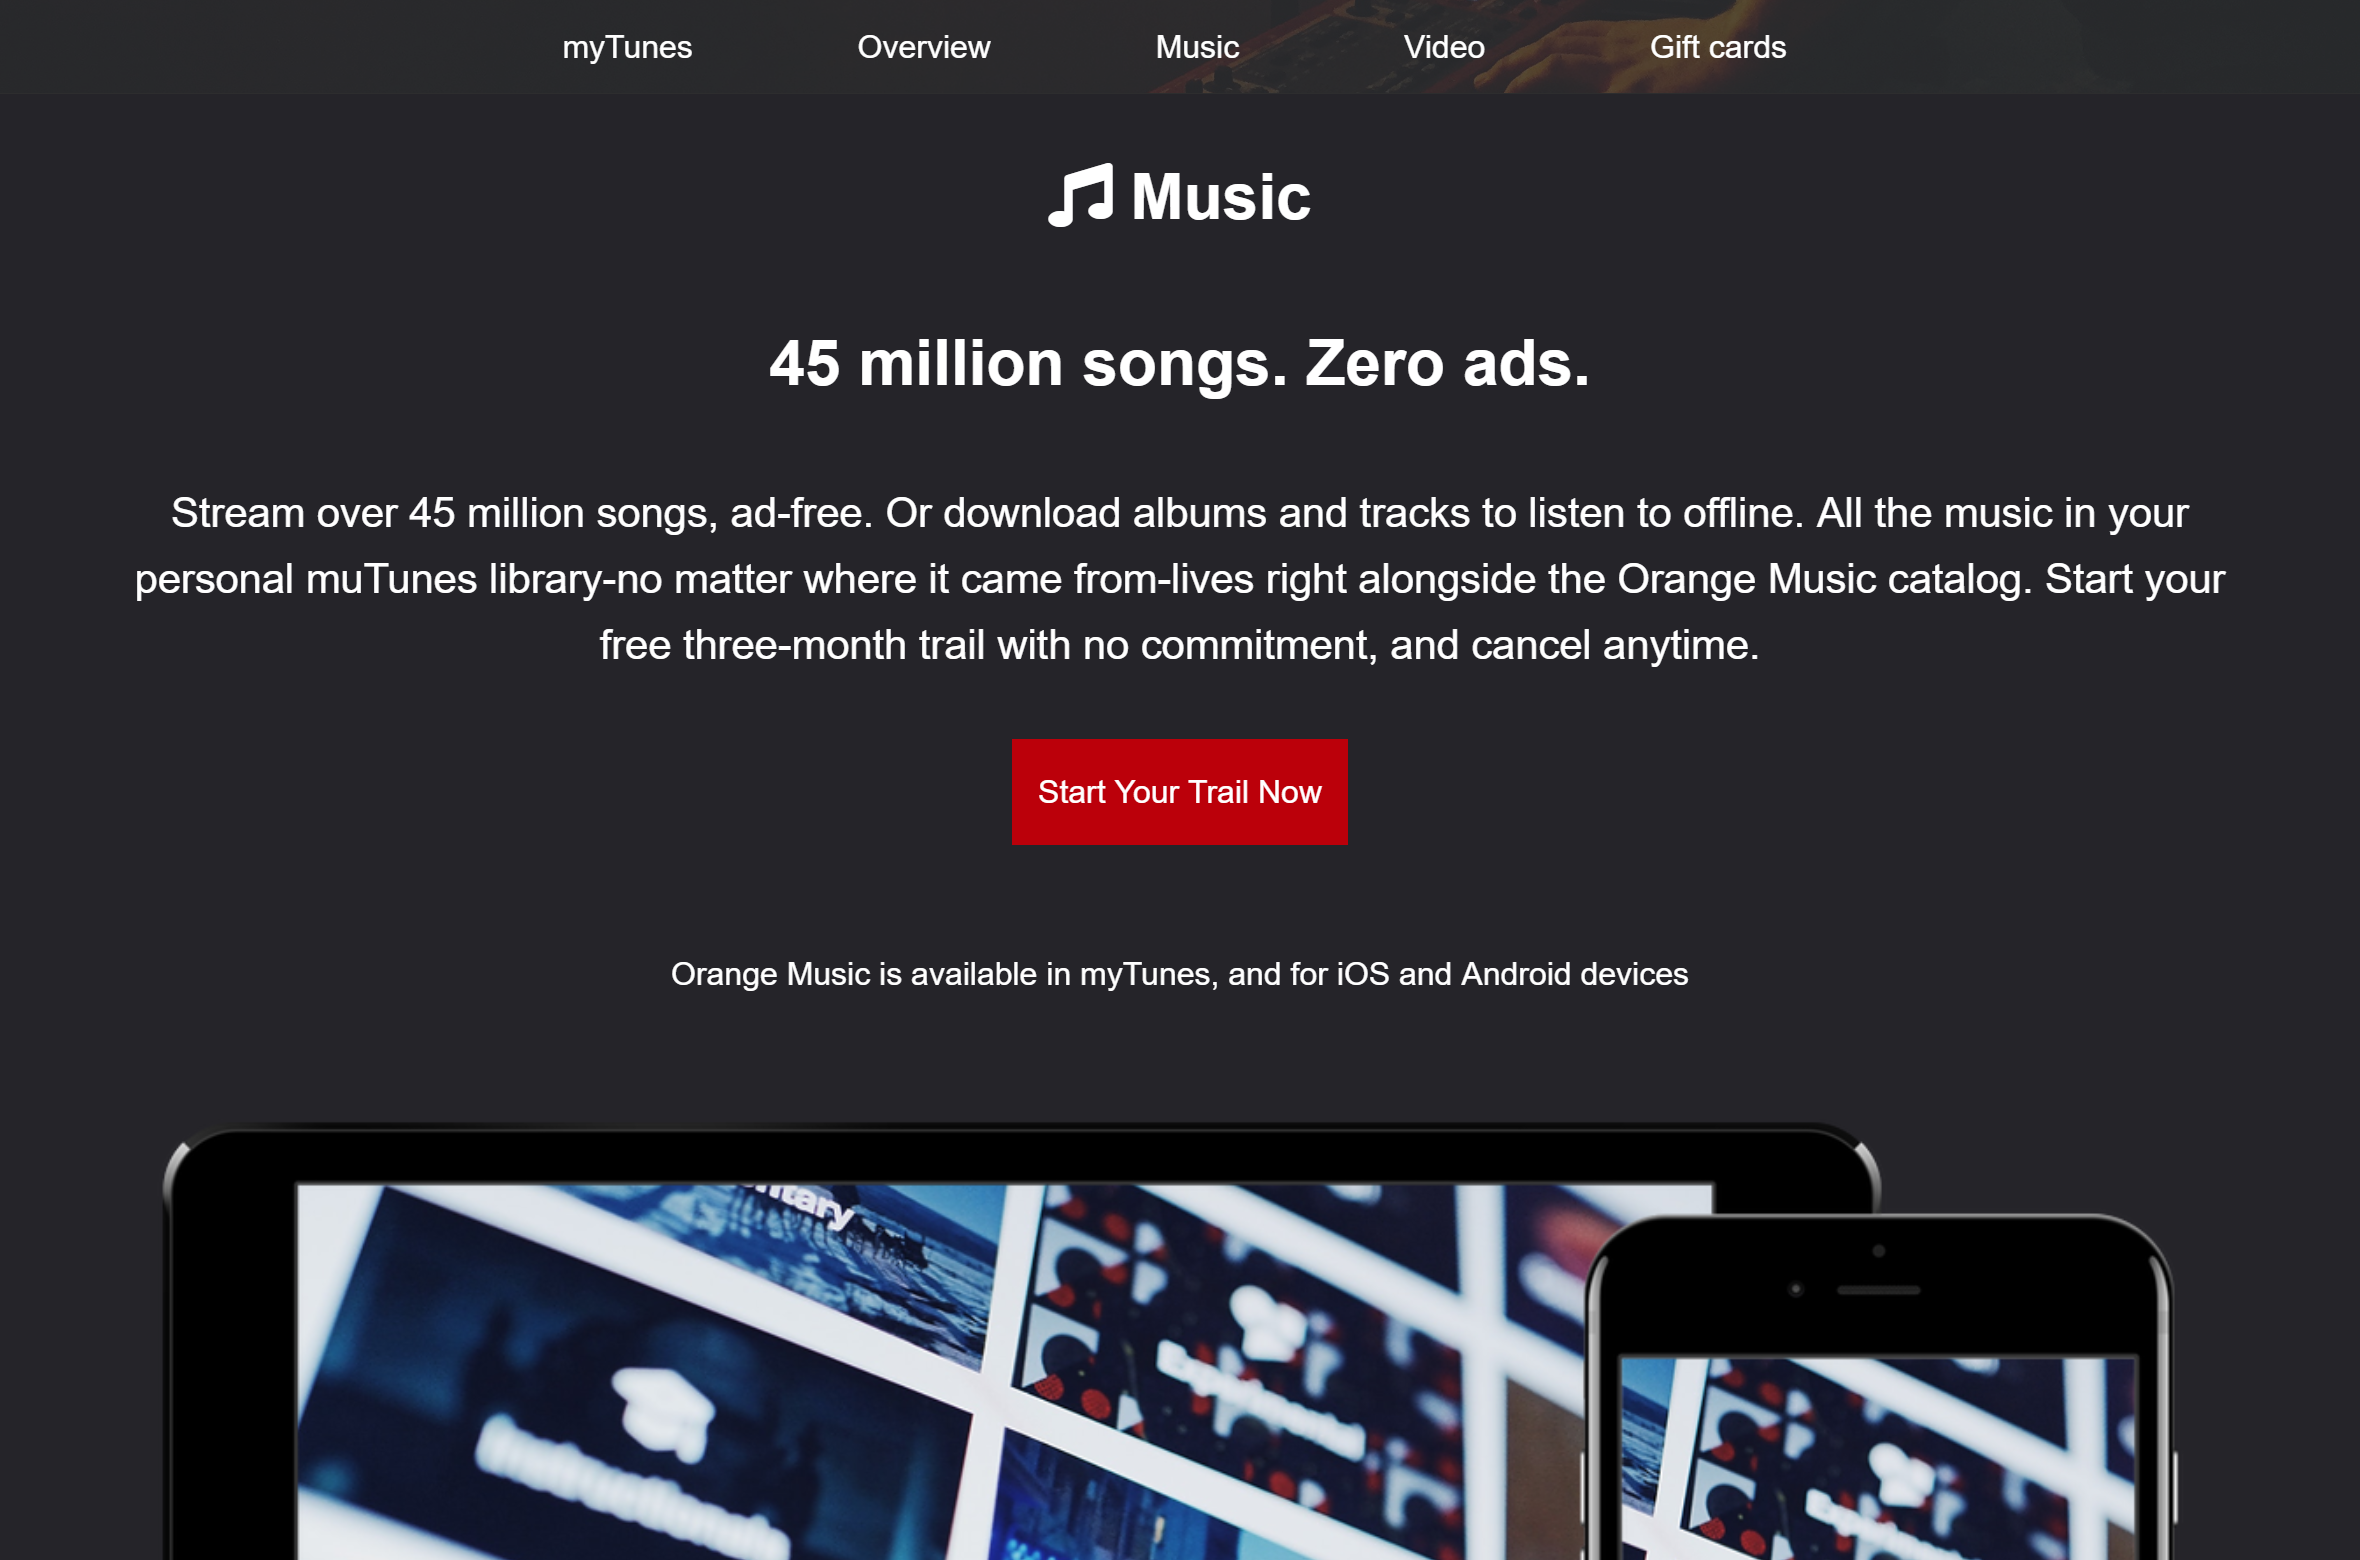 myTunes Overview Music Video Gift cards
Music
45 million songs. Zero ads.
Stream over 45 million songs, ad-free. Or download albums and tracks to listen to offline. All the music in your
personal muTunes library-no matter where it came from-lives right alongside the Orange Music catalog. Start your
free three-month trail with no commitment, and cancel anytime.
Start Your Trail Now
Orange Music is available in myTunes, and for iOS and Android devices